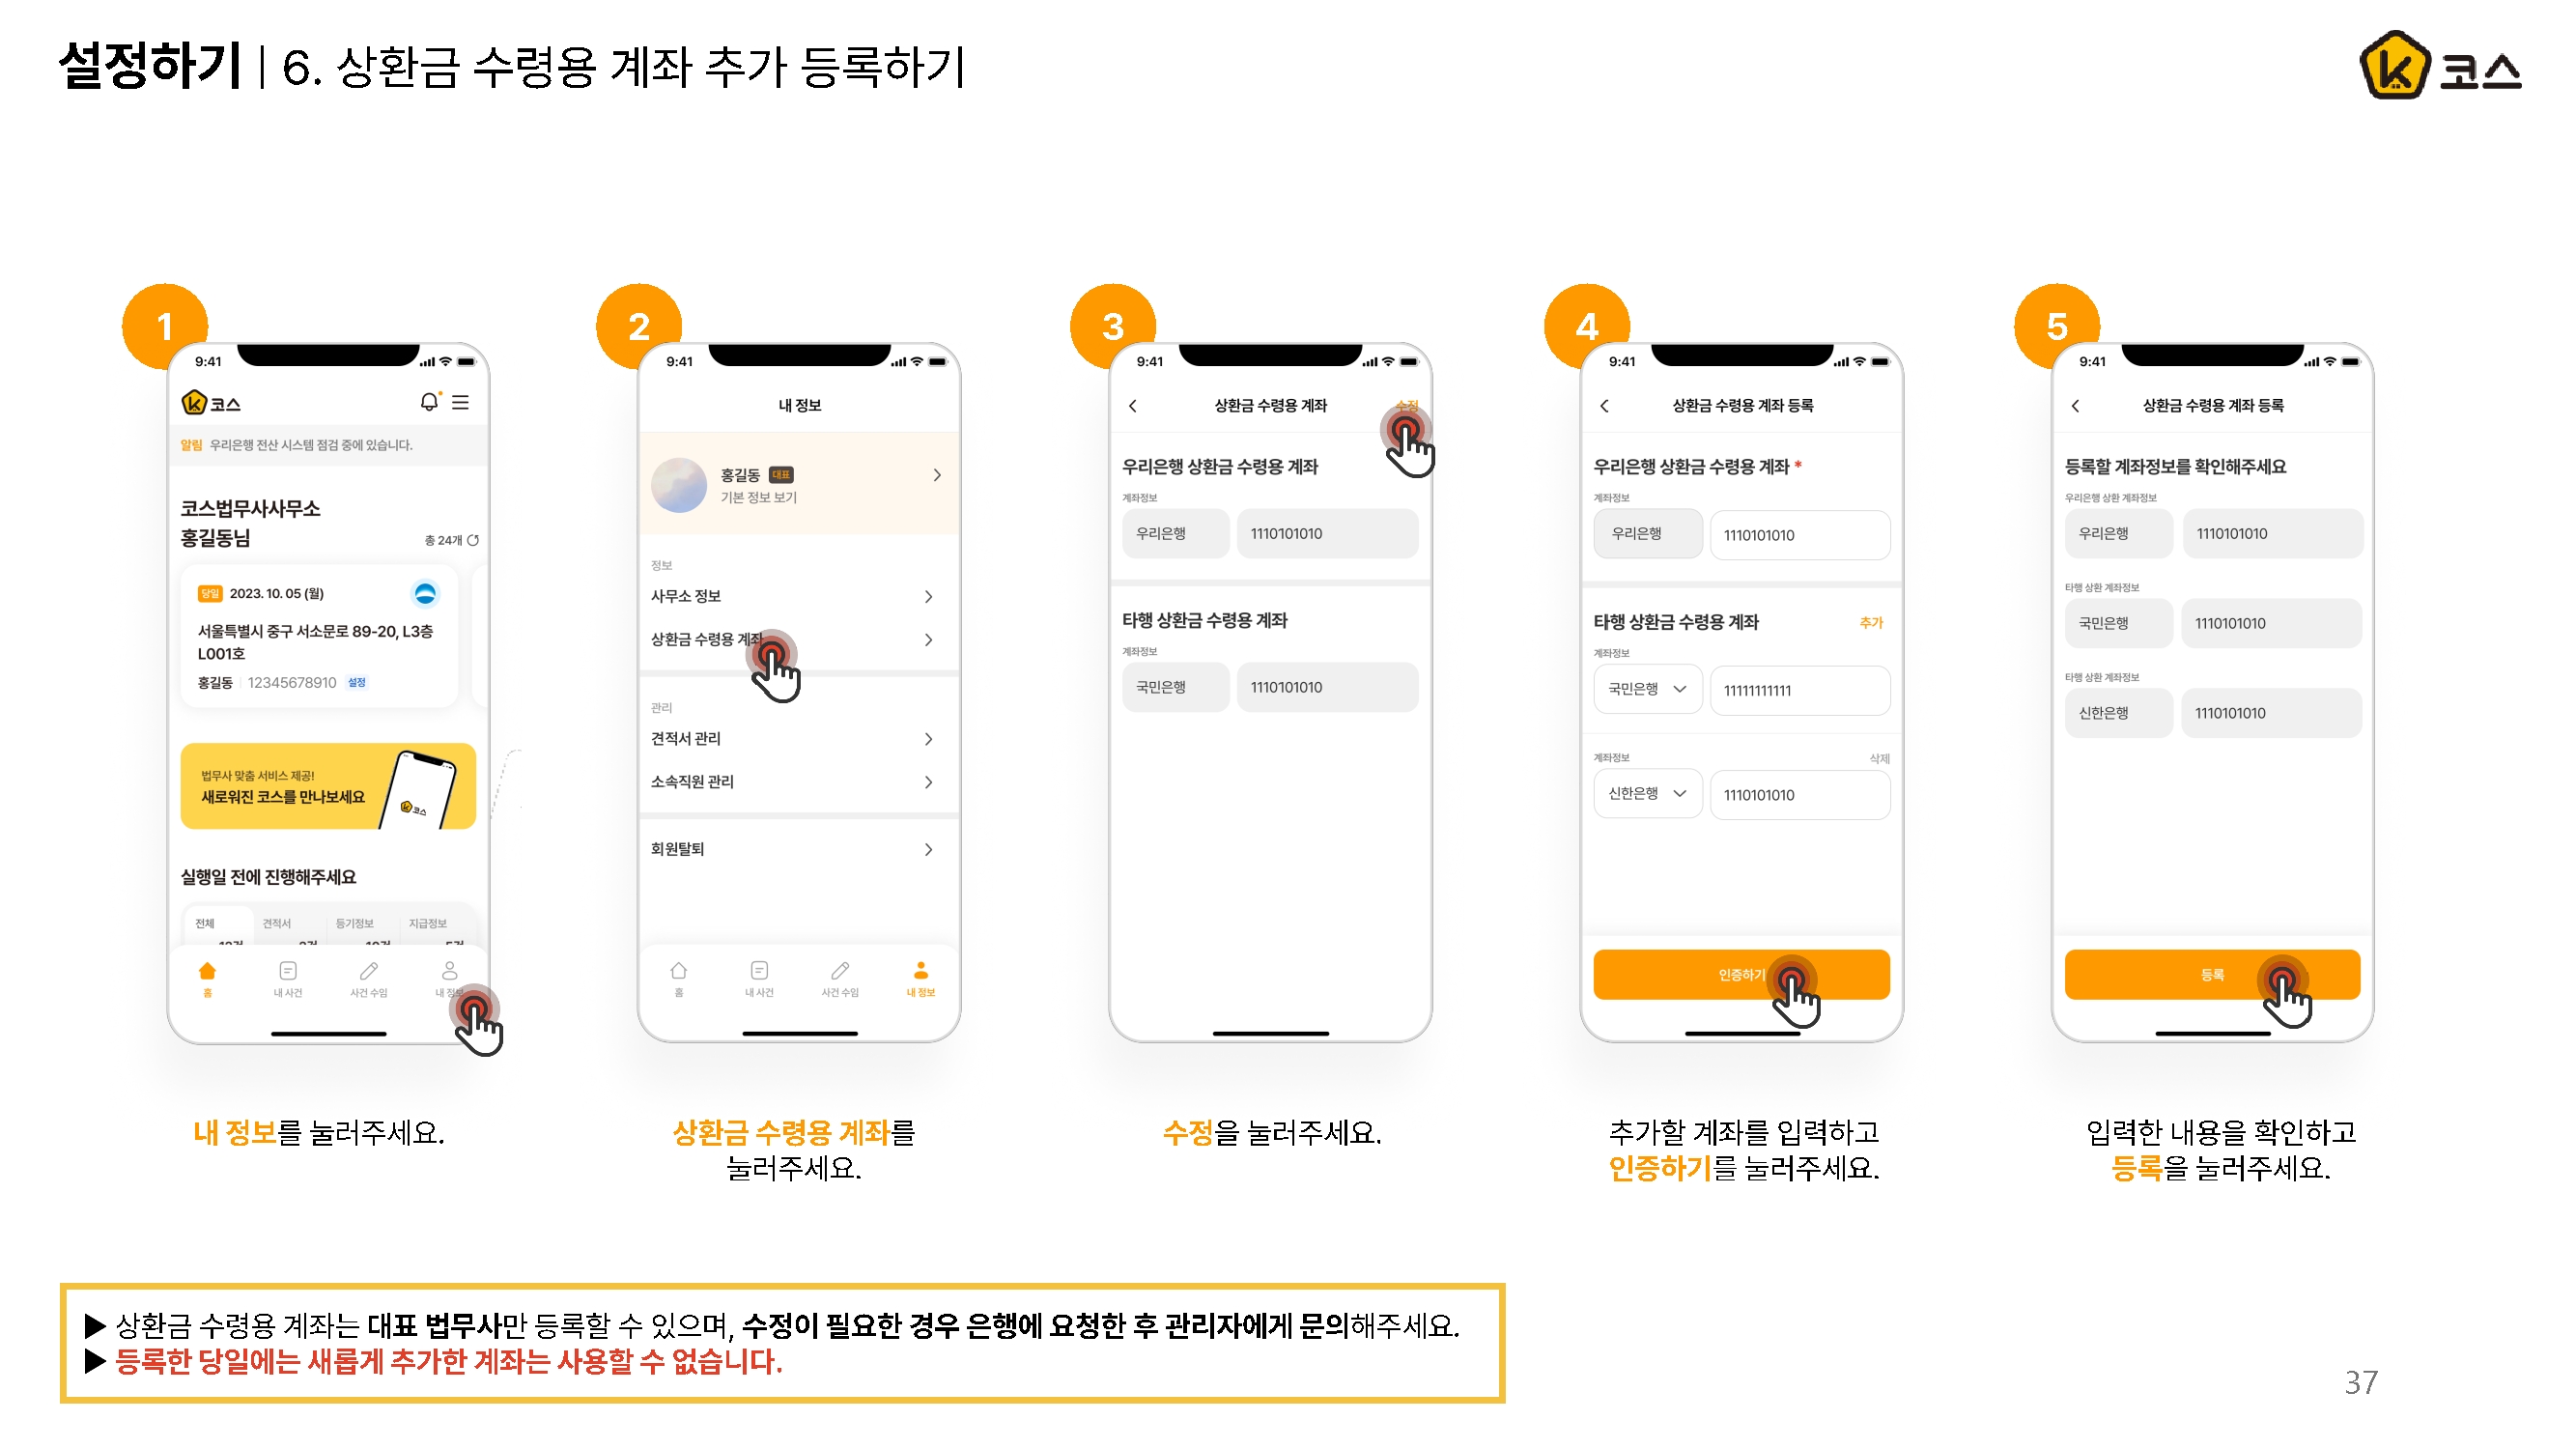 설정하기 | 6. 상환금 수령용 계좌 추가 등록하기
코스
1
9:41
코스
알림 우리은행 전산 시스템 점검 중에 있습니다.
코스법무사사무소
홍길동님
총 24개
당일 2023. 10. 05 (월)
서울특별시 중구 서소문로 89-20, L3층
L001호
홍길동 | 12345678910 설정
법무사 맞춤 서비스 제공!
새로워진 코스를 만나보세요
코스
실행일 전에 진행해주세요
전체 견적서 등기정보 지급정보
홈 내 사건 사건 수임 내 정보
내 정보를 눌러주세요.
2
9:41
내 정보
홍길동 대표
기본 정보 보기
정보
사무소 정보
상환금 수령용 계좌
관리
견적서 관리
소속직원 관리
회원탈퇴
홈 내 사건 사건 수임 내 정보
상환금 수령용 계좌를
눌러주세요.
3
9:41
상환금 수령용 계좌 수정
우리은행 상환금 수령용 계좌
계좌정보
우리은행 1110101010
타행 상환금 수령용 계좌
계좌정보
국민은행 1110101010
수정을 눌러주세요.
4
9:41
상환금 수령용 계좌 등록
우리은행 상환금 수령용 계좌 *
계좌정보
우리은행 1110101010
타행 상환금 수령용 계좌 추가
계좌정보
국민은행 11111111111
계좌정보 삭제
신한은행 1110101010
인증하기
추가할 계좌를 입력하고
인증하기를 눌러주세요.
5
9:41
상환금 수령용 계좌 등록
등록할 계좌정보를 확인해주세요
우리은행 상환 계좌정보
우리은행 1110101010
타행 상환 계좌정보
국민은행 1110101010
타행 상환 계좌정보
신한은행 1110101010
등록
입력한 내용을 확인하고
등록을 눌러주세요.
▶ 상환금 수령용 계좌는 대표 법무사만 등록할 수 있으며, 수정이 필요한 경우 은행에 요청한 후 관리자에게 문의해주세요.
▶ 등록한 당일에는 새롭게 추가한 계좌는 사용할 수 없습니다.
37